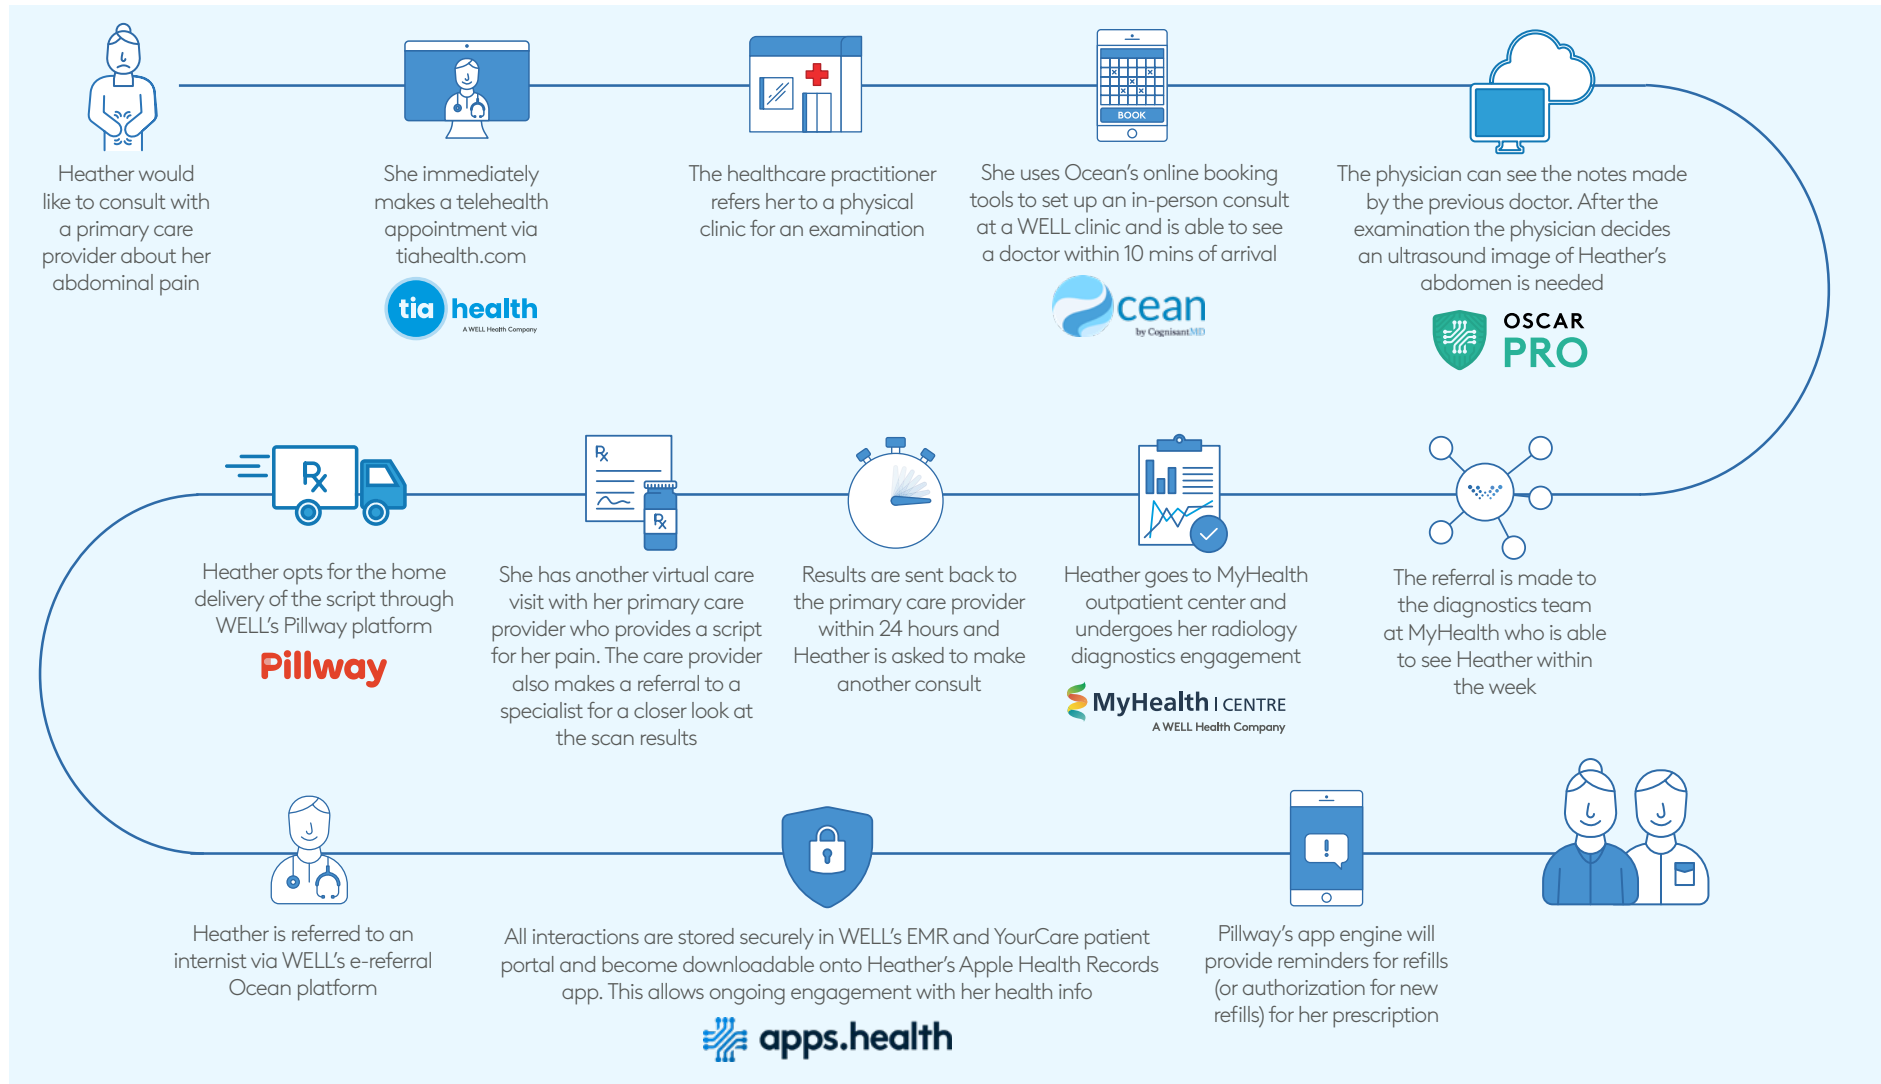 Heather would
like to consult with
a primary care
provider about her
abdominal pain
She immediately
makes a telehealth
appointment via
tiahealth.com
tia health
A WELL Health Company
The healthcare practitioner
refers her to a physical
clinic for an examination
BOOK
She uses Ocean's online booking
tools to set up an in-person consult
at a WELL clinic and is able to see
a doctor within 10 mins of arrival
cean
by CognisantMD
The physician can see the notes made
by the previous doctor. After the
examination the physician decides
an ultrasound image of Heather's
abdomen is needed
OSCAR
PRO
The referral is made to
the diagnostics team
at MyHealth who is able
to see Heather within
the week
Heather goes to MyHealth
outpatient center and
undergoes her radiology
diagnostics engagement
MyHealth | CENTRE
A WELL Health Company
Results are sent back to
the primary care provider
within 24 hours and
Heather is asked to make
another consult
Rx
Rx
She has another virtual care
visit with her primary care
provider who provides a script
for her pain. The care provider
also makes a referral to a
specialist for a closer look at
the scan results
Rx
Heather opts for the home
delivery of the script through
WELL's Pillway platform
Pillway
Heather is referred to an
internist via WELL's e-referral
Ocean platform
All interactions are stored securely in WELL's EMR and YourCare patient
portal and become downloadable onto Heather's Apple Health Records
app. This allows ongoing engagement with her health info
apps.health
!
Pillway's app engine will
provide reminders for refills
(or authorization for new
refills) for her prescription